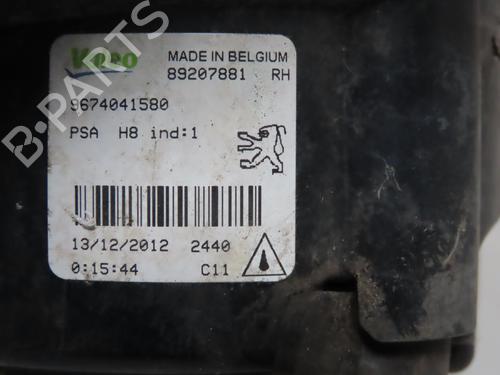 Valeo
MADE IN BELGIUM
89207881 RH
9674041580
PSA H8 ind:1
13/12/2012 2440
0:15:44 C11
B-PARTS